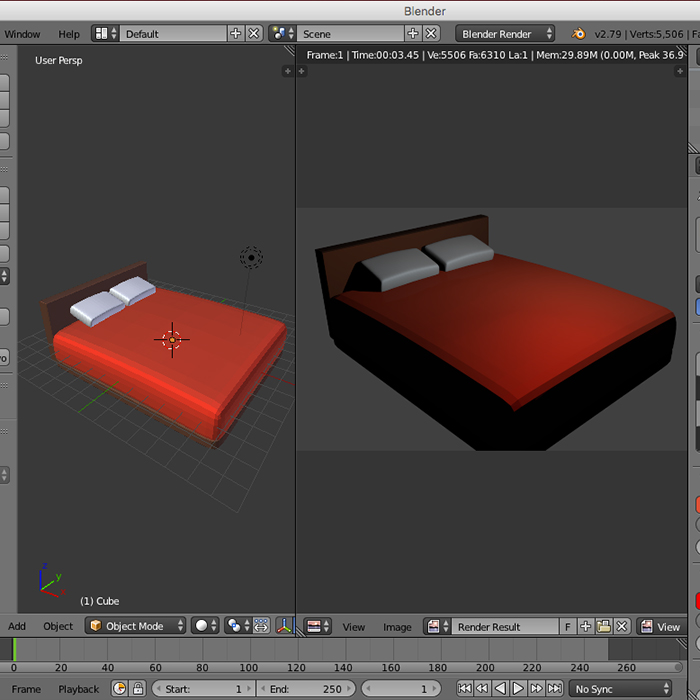 Blender
Window Help Default Scene Blender Render v2.79 | Verts:5,506 | Fa
User Persp
Frame:1 | Time:00:03.45 | Ve:5506 Fa:6310 La:1 | Mem:29.89M (0.00M, Peak 36.9
z
y
(1) Cube
Add Object Object Mode View Image Render Result F View
0 20 40 60 80 100 120 140 160 180 200 220 240 260
Frame Playback Start: 1 End: 250 1 No Sync